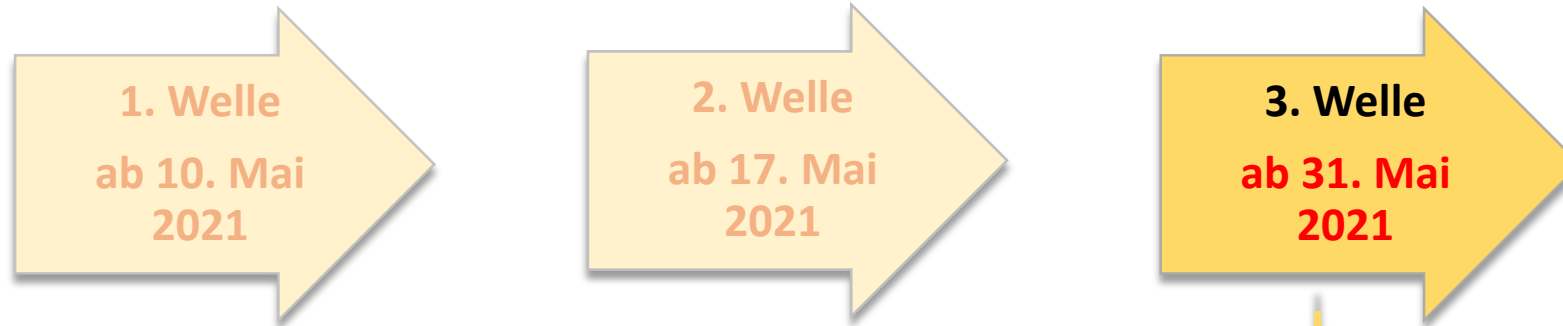 1. Welle
ab 10. Mai
2021
2. Welle
ab 17. Mai
2021
3. Welle
ab 31. Mai
2021